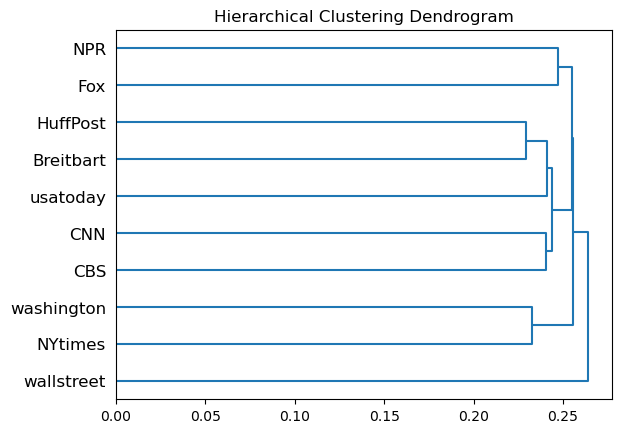 Hierarchical Clustering Dendrogram
NPR
Fox
HuffPost
Breitbart
usatoday
CNN
CBS
washington
NYtimes
wallstreet
0.00 0.05 0.10 0.15 0.20 0.25